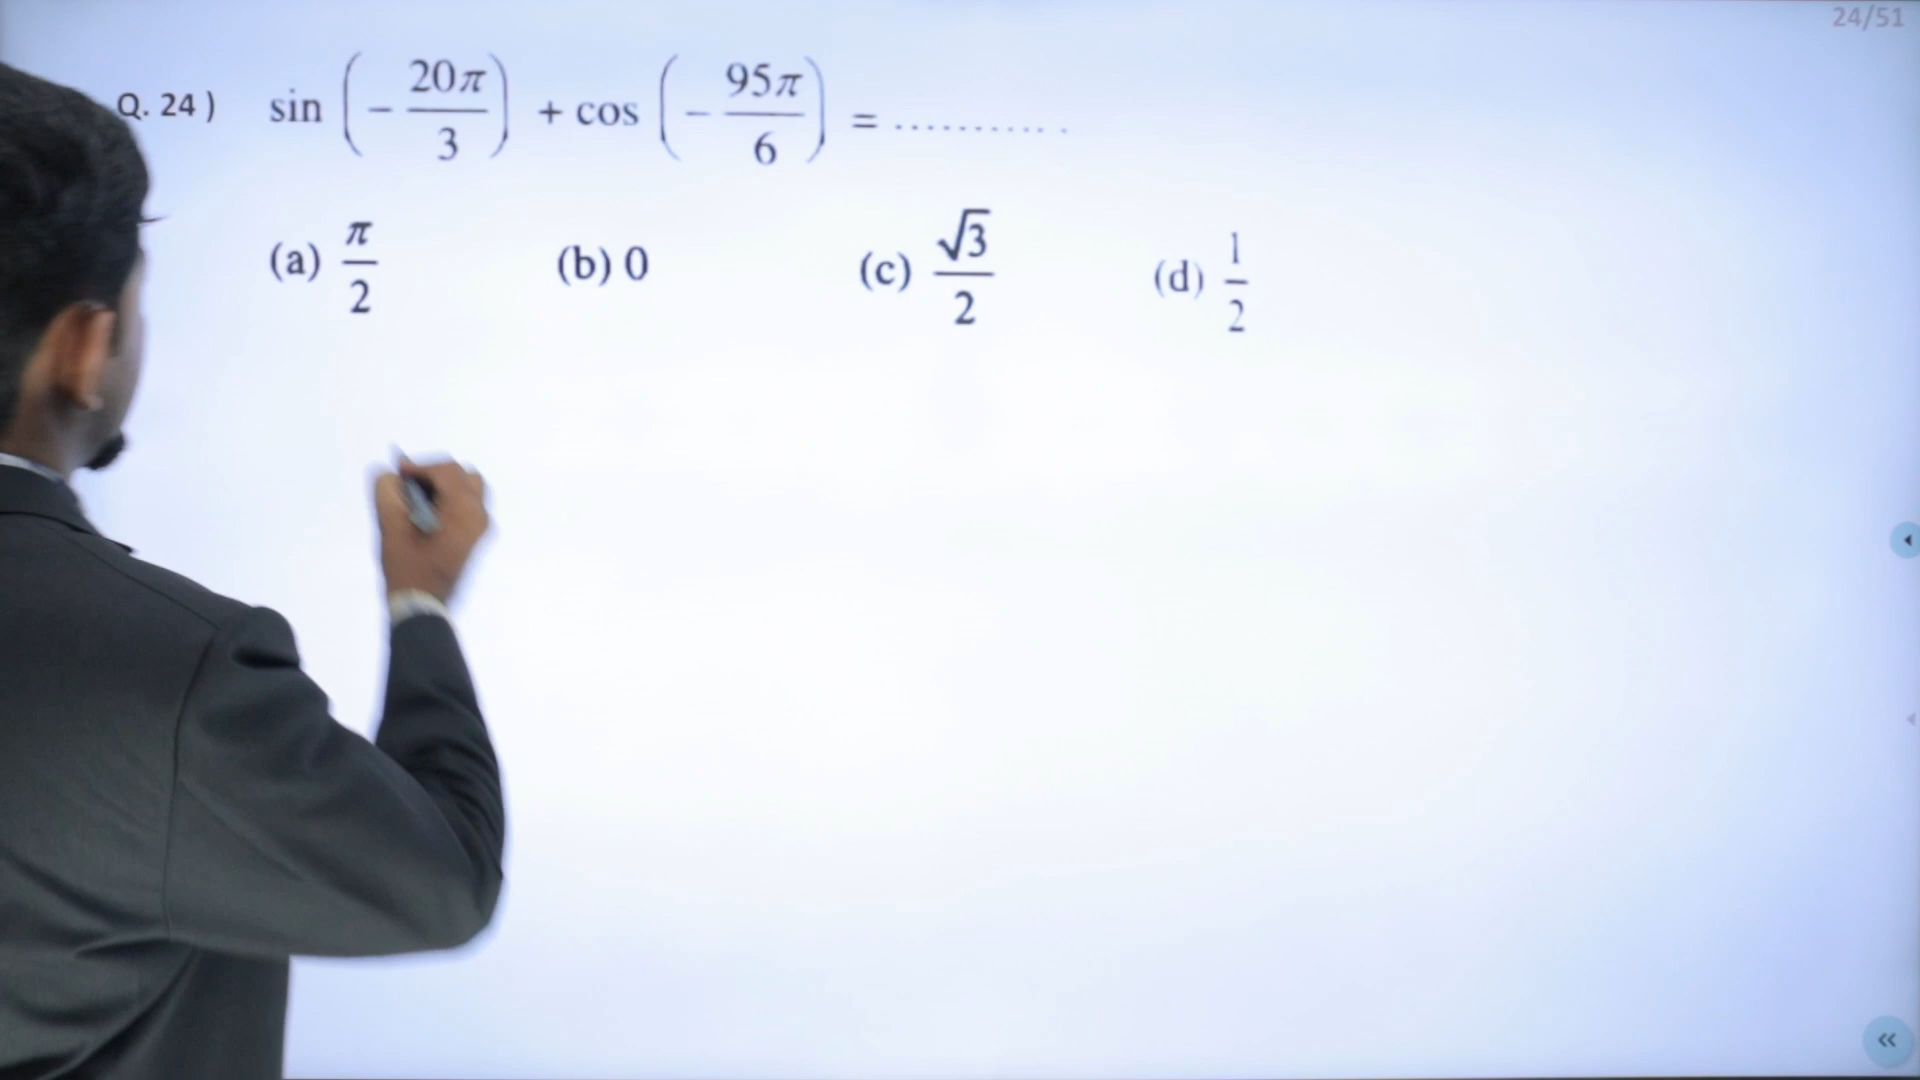 24/51
Q. 24 ) sin (− 20π/3) + cos (− 95π/6) = ...........
(a) π/2 (b) 0 (c) √3/2 (d) 1/2